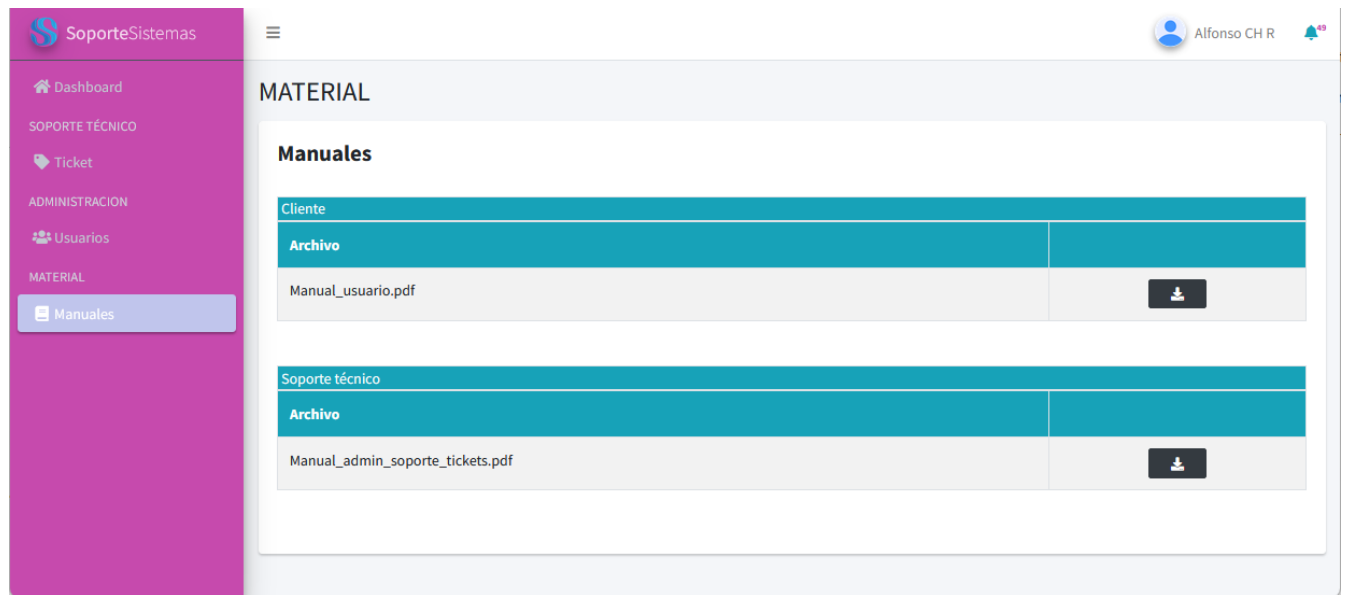 SoporteSistemas
Alfonso CH R
49
Dashboard
SOPORTE TÉCNICO
Ticket
ADMINISTRACION
Usuarios
MATERIAL
Manuales
MATERIAL
Manuales
Cliente
Archivo
Manual_usuario.pdf
Soporte técnico
Archivo
Manual_admin_soporte_tickets.pdf